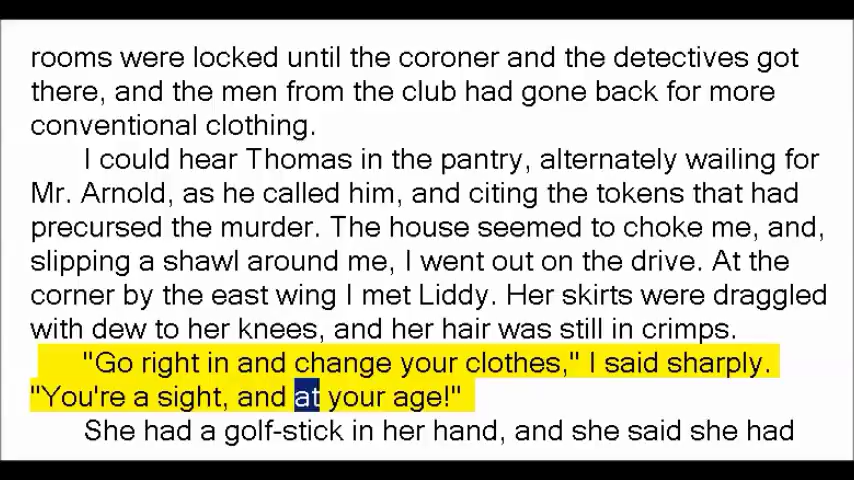 rooms were locked until the coroner and the detectives got
there, and the men from the club had gone back for more
conventional clothing.
I could hear Thomas in the pantry, alternately wailing for
Mr. Arnold, as he called him, and citing the tokens that had
precursed the murder. The house seemed to choke me, and,
slipping a shawl around me, I went out on the drive. At the
corner by the east wing I met Liddy. Her skirts were draggled
with dew to her knees, and her hair was still in crimps.
"Go right in and change your clothes," I said sharply.
"You're a sight, and at your age!"
She had a golf-stick in her hand, and she said she had